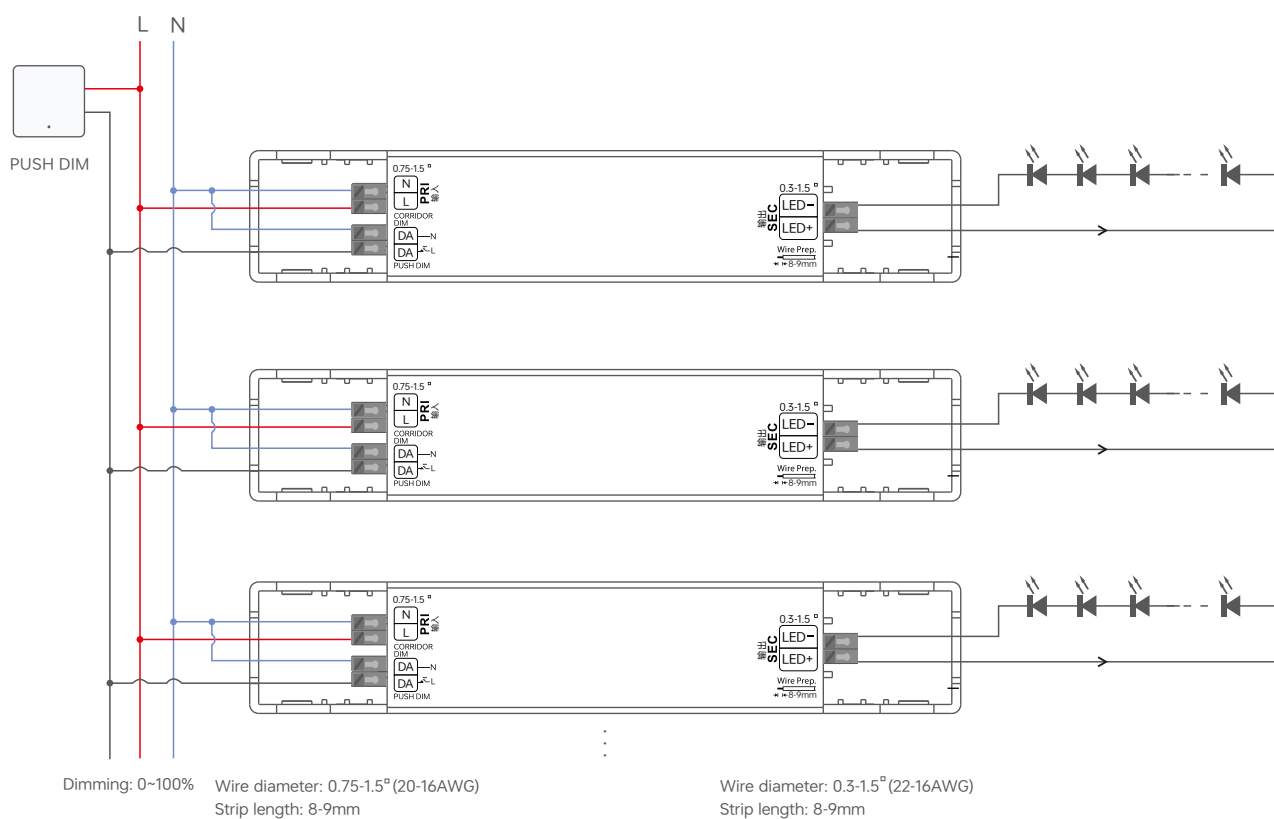 L N
PUSH DIM
0.75-1.5
N
L
PRI
输入
CORRIDOR
DIM
DA N
DA L
PUSH DIM
0.3-1.5
LED-
LED+
SEC
输出
Wire Prep.
8-9mm
0.75-1.5
N
L
PRI
输入
CORRIDOR
DIM
DA N
DA L
PUSH DIM
0.3-1.5
LED-
LED+
SEC
输出
Wire Prep.
8-9mm
0.75-1.5
N
L
PRI
输入
CORRIDOR
DIM
DA N
DA L
PUSH DIM
0.3-1.5
LED-
LED+
SEC
输出
Wire Prep.
8-9mm
Dimming: 0~100%
Wire diameter: 0.75-1.5▫(20-16AWG)
Strip length: 8-9mm
Wire diameter: 0.3-1.5▫(22-16AWG)
Strip length: 8-9mm